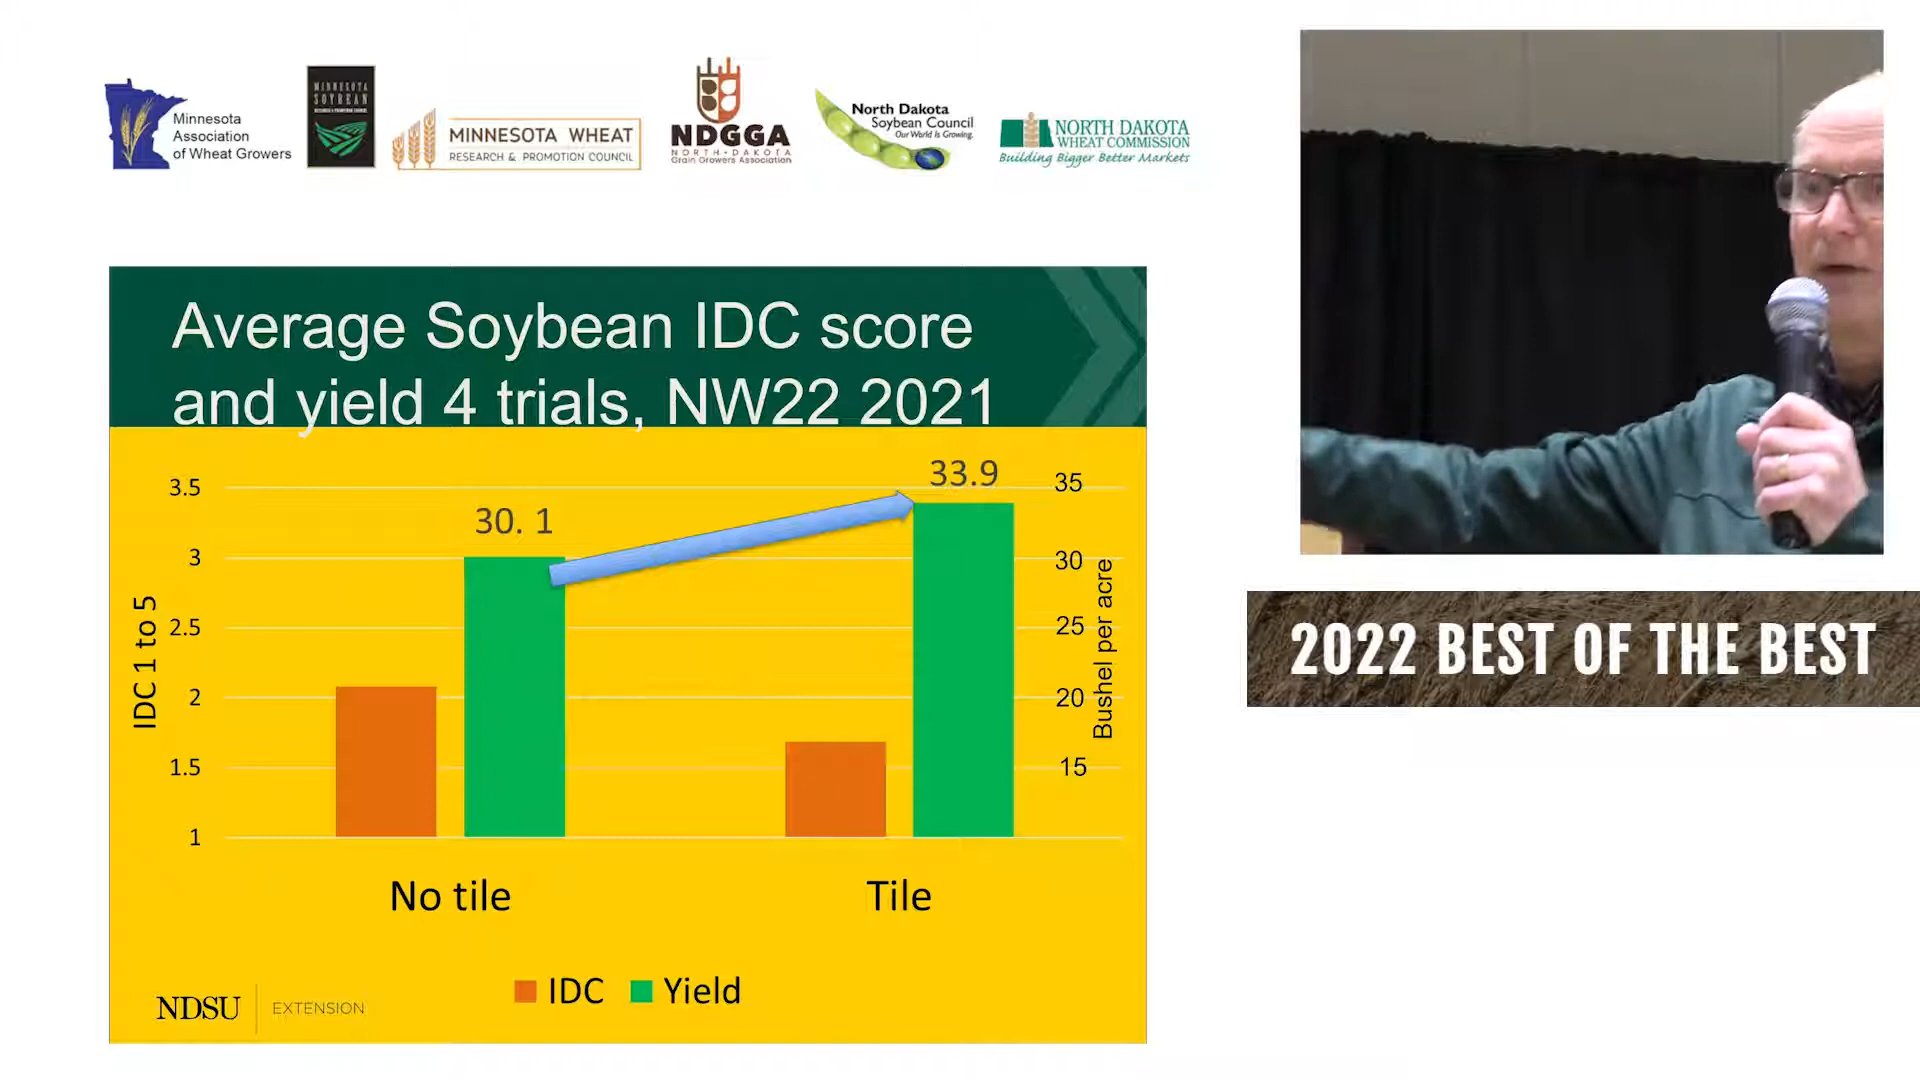 Minnesota
Association
of Wheat Growers
MINNESOTA
SOYBEAN
RESEARCH & PROMOTION COUNCIL
MINNESOTA WHEAT
RESEARCH & PROMOTION COUNCIL
NDGGA
NORTH • DAKOTA
Grain Growers Association
North Dakota
Soybean Council
Our World Is Growing.
NORTH DAKOTA
WHEAT COMMISSION
Building Bigger Better Markets
Average Soybean IDC score
and yield 4 trials, NW22 2021
3.5
3
2.5
2
1.5
1
IDC 1 to 5
30. 1
33.9
35
30
25
20
15
Bushel per acre
No tile
Tile
IDC
Yield
NDSU EXTENSION
2022 BEST OF THE BEST